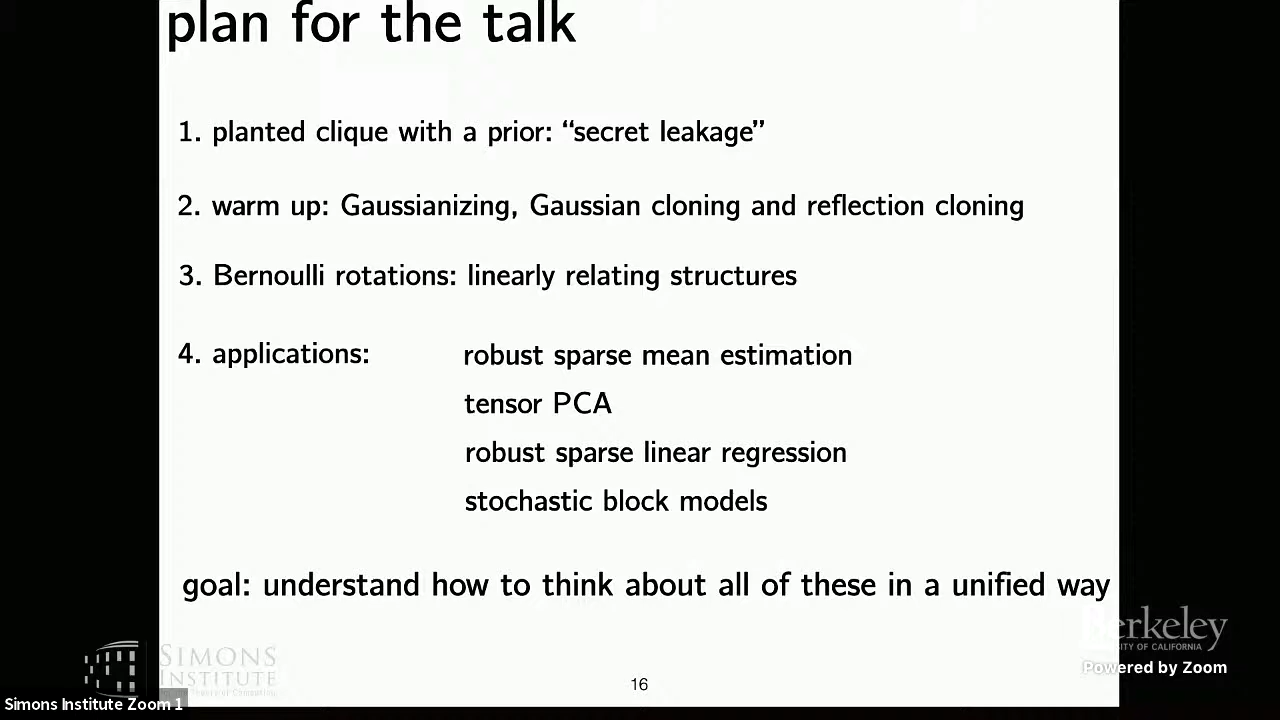 plan for the talk
1. planted clique with a prior: “secret leakage”
2. warm up: Gaussianizing, Gaussian cloning and reflection cloning
3. Bernoulli rotations: linearly relating structures
4. applications: robust sparse mean estimation
tensor PCA
robust sparse linear regression
stochastic block models
goal: understand how to think about all of these in a unified way
Berkeley
SIMONS
INSTITUTE
OF CALIFORNIA
Powered by Zoom
16
Simons Institute Zoom 1